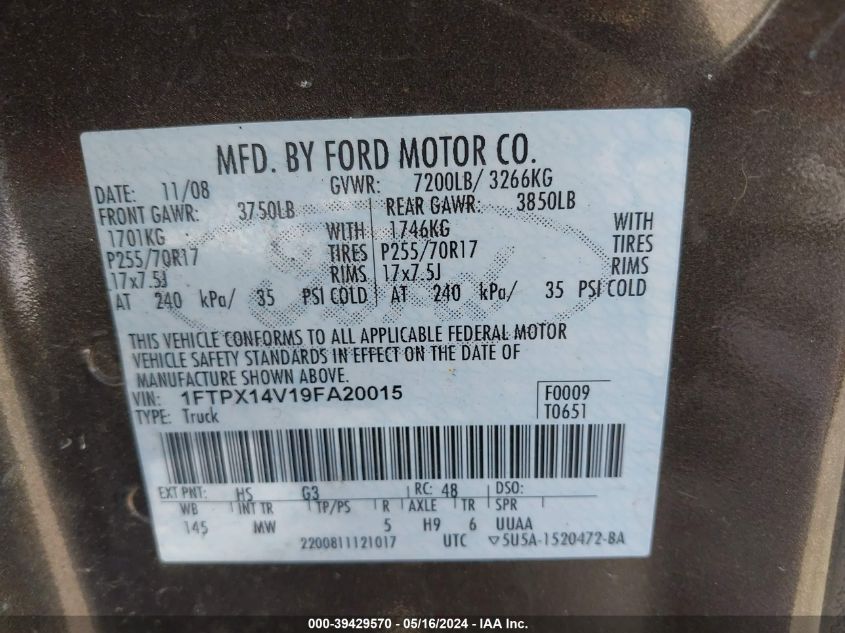 MFD. BY FORD MOTOR CO.
DATE: 11/08 GVWR: 7200LB/ 3266KG
FRONT GAWR: 3750LB REAR GAWR: 3850LB
1701KG WITH 1746KG WITH
P255/70R17 TIRES P255/70R17 TIRES
17x7.5J RIMS 17x7.5J RIMS
AT 240 kPa/ 35 PSI COLD AT 240 kPa/ 35 PSI COLD
THIS VEHICLE CONFORMS TO ALL APPLICABLE FEDERAL MOTOR
VEHICLE SAFETY STANDARDS IN EFFECT ON THE DATE OF
MANUFACTURE SHOWN ABOVE.
VIN: 1FTPX14V19FA20015 F0009
TYPE: Truck T0651
EXT PNT: HS G3 RC: 48 DSO:
WB INT TR TP/PS R AXLE TR SPR
145 MW 5 H9 6 UUAA
2200811121017 UTC ▽5U5A-1520472-BA
000-39429570 - 05/16/2024 - IAA Inc.